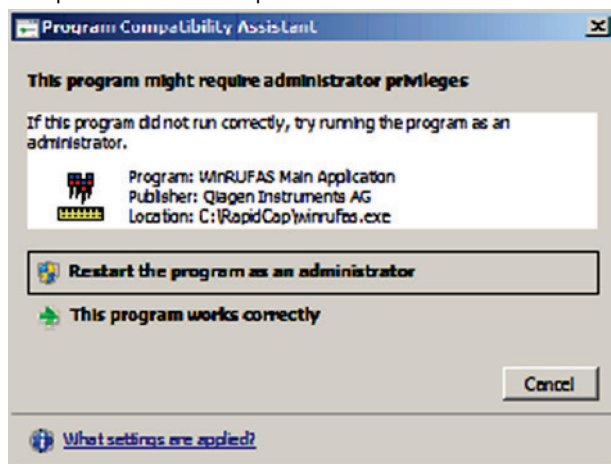 Program Compatibility Assistant
This program might require administrator privileges
If this program did not run correctly, try running the program as an
administrator.
Program: WinRUFAS Main Application
Publisher: Qiagen Instruments AG
Location: C:\RapidCap\winrufas.exe
Restart the program as an administrator
This program works correctly
Cancel
What settings are applied?